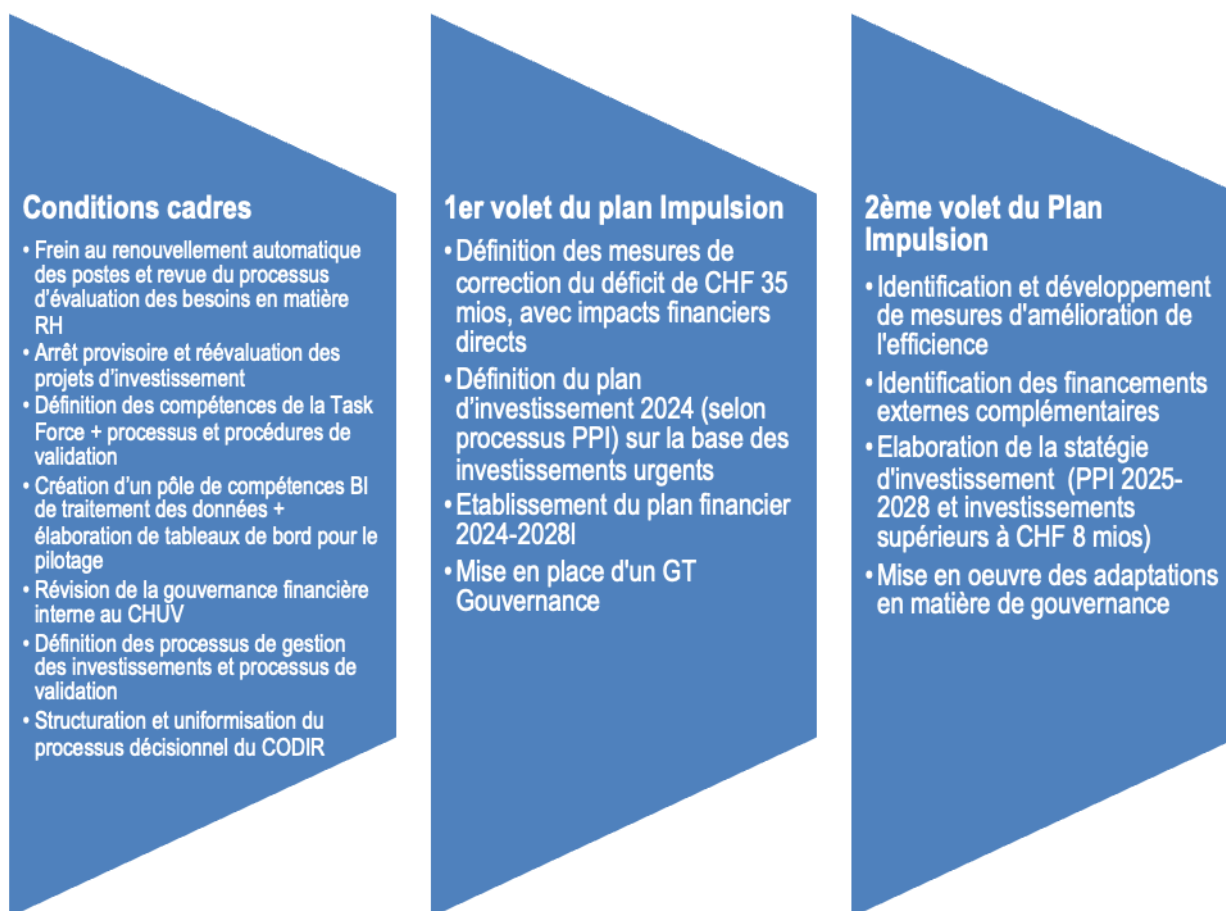 Conditions cadres
• Frein au renouvellement automatique
des postes et revue du processus
d'évaluation des besoins en matière
RH
• Arrêt provisoire et réévaluation des
projets d'investissement
• Définition des compétences de la Task
Force + processus et procédures de
validation
• Création d'un pôle de compétences BI
de traitement des données +
élaboration de tableaux de bord pour le
pilotage
• Révision de la gouvernance financière
interne au CHUV
• Définition des processus de gestion
des investissements et processus de
validation
• Structuration et uniformisation du
processus décisionnel du CODIR
1er volet du plan Impulsion
• Définition des mesures de
correction du déficit de CHF 35
mios, avec impacts financiers
directs
• Définition du plan
d'investissement 2024 (selon
processus PPI) sur la base des
investissements urgents
• Etablissement du plan financier
2024-2028l
• Mise en place d'un GT
Gouvernance
2ème volet du Plan
Impulsion
• Identification et développement
de mesures d'amélioration de
l'efficience
• Identification des financements
externes complémentaires
• Elaboration de la statégie
d'investissement (PPI 2025-
2028 et investissements
supérieurs à CHF 8 mios)
• Mise en oeuvre des adaptations
en matière de gouvernance